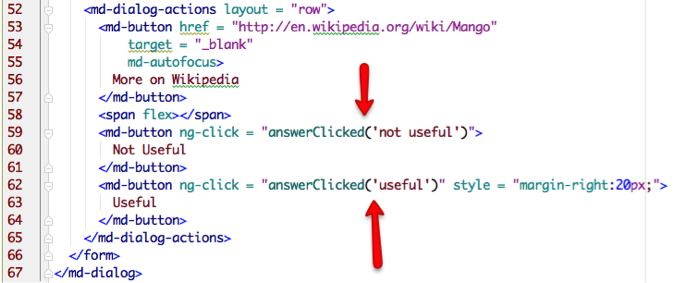 52 <md-dialog-actions layout = "row">
53 <md-button href = "http://en.wikipedia.org/wiki/Mango"
54 target = "_blank"
55 md-autofocus>
56 More on Wikipedia
57 </md-button>
58 <span flex></span>
59 <md-button ng-click = "answerClicked('not useful')">
60 Not Useful
61 </md-button>
62 <md-button ng-click = "answerClicked('useful')" style = "margin-right:20px;">
63 Useful
64 </md-button>
65 </md-dialog-actions>
66 </form>
67 </md-dialog>